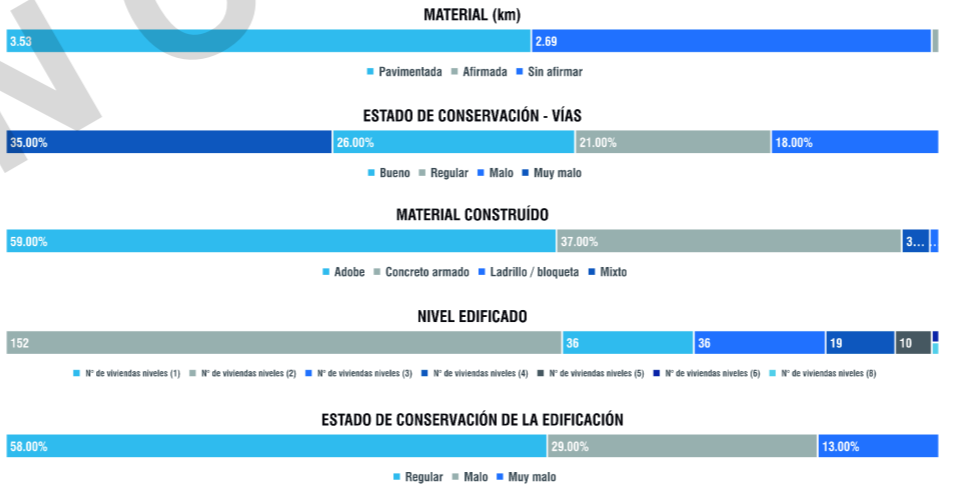 MATERIAL (km)
3.53 2.69
Pavimentada Afirmada Sin afirmar
ESTADO DE CONSERVACIÓN - VÍAS
35.00% 26.00% 21.00% 18.00%
Bueno Regular Malo Muy malo
MATERIAL CONSTRUÍDO
59.00% 37.00% 3... ...
Adobe Concreto armado Ladrillo / bloqueta Mixto
NIVEL EDIFICADO
152 36 36 19 10
N° de viviendas niveles (1) N° de viviendas niveles (2) N° de viviendas niveles (3) N° de viviendas niveles (4) N° de viviendas niveles (5) N° de viviendas niveles (6) N° de viviendas niveles (8)
ESTADO DE CONSERVACIÓN DE LA EDIFICACIÓN
58.00% 29.00% 13.00%
Regular Malo Muy malo